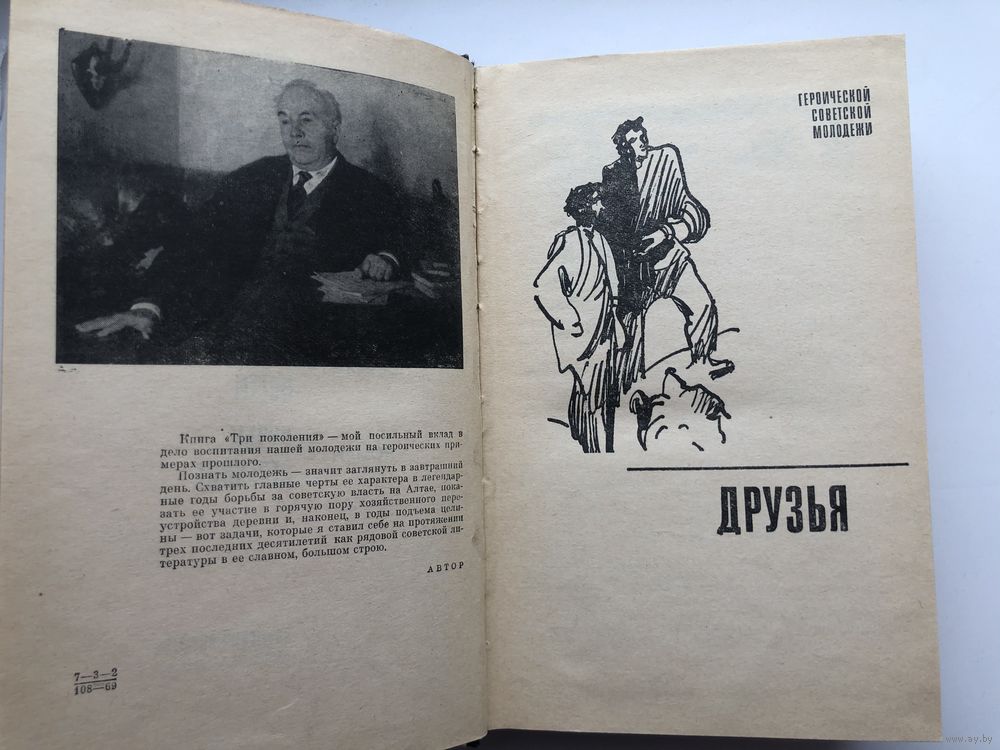 Книга «Три поколения» — мой посильный вклад в
дело воспитания нашей молодежи на героических при-
мерах прошлого.
Познать молодежь — значит заглянуть в завтрашний
день. Схватить главные черты ее характера в легендар-
ные годы борьбы за советскую власть на Алтае, пока-
зать ее участие в горячую пору хозяйственного пере-
устройства деревни и, наконец, в годы подъема цели-
ны — вот задачи, которые я ставил себе на протяжении
трех последних десятилетий как рядовой советской ли-
тературы в ее славном, большом строю.
АВТОР
7—3—2
108—69
ГЕРОИЧЕСКОЙ
СОВЕТСКОЙ
МОЛОДЕЖИ
ДРУЗЬЯ
www.ay.by